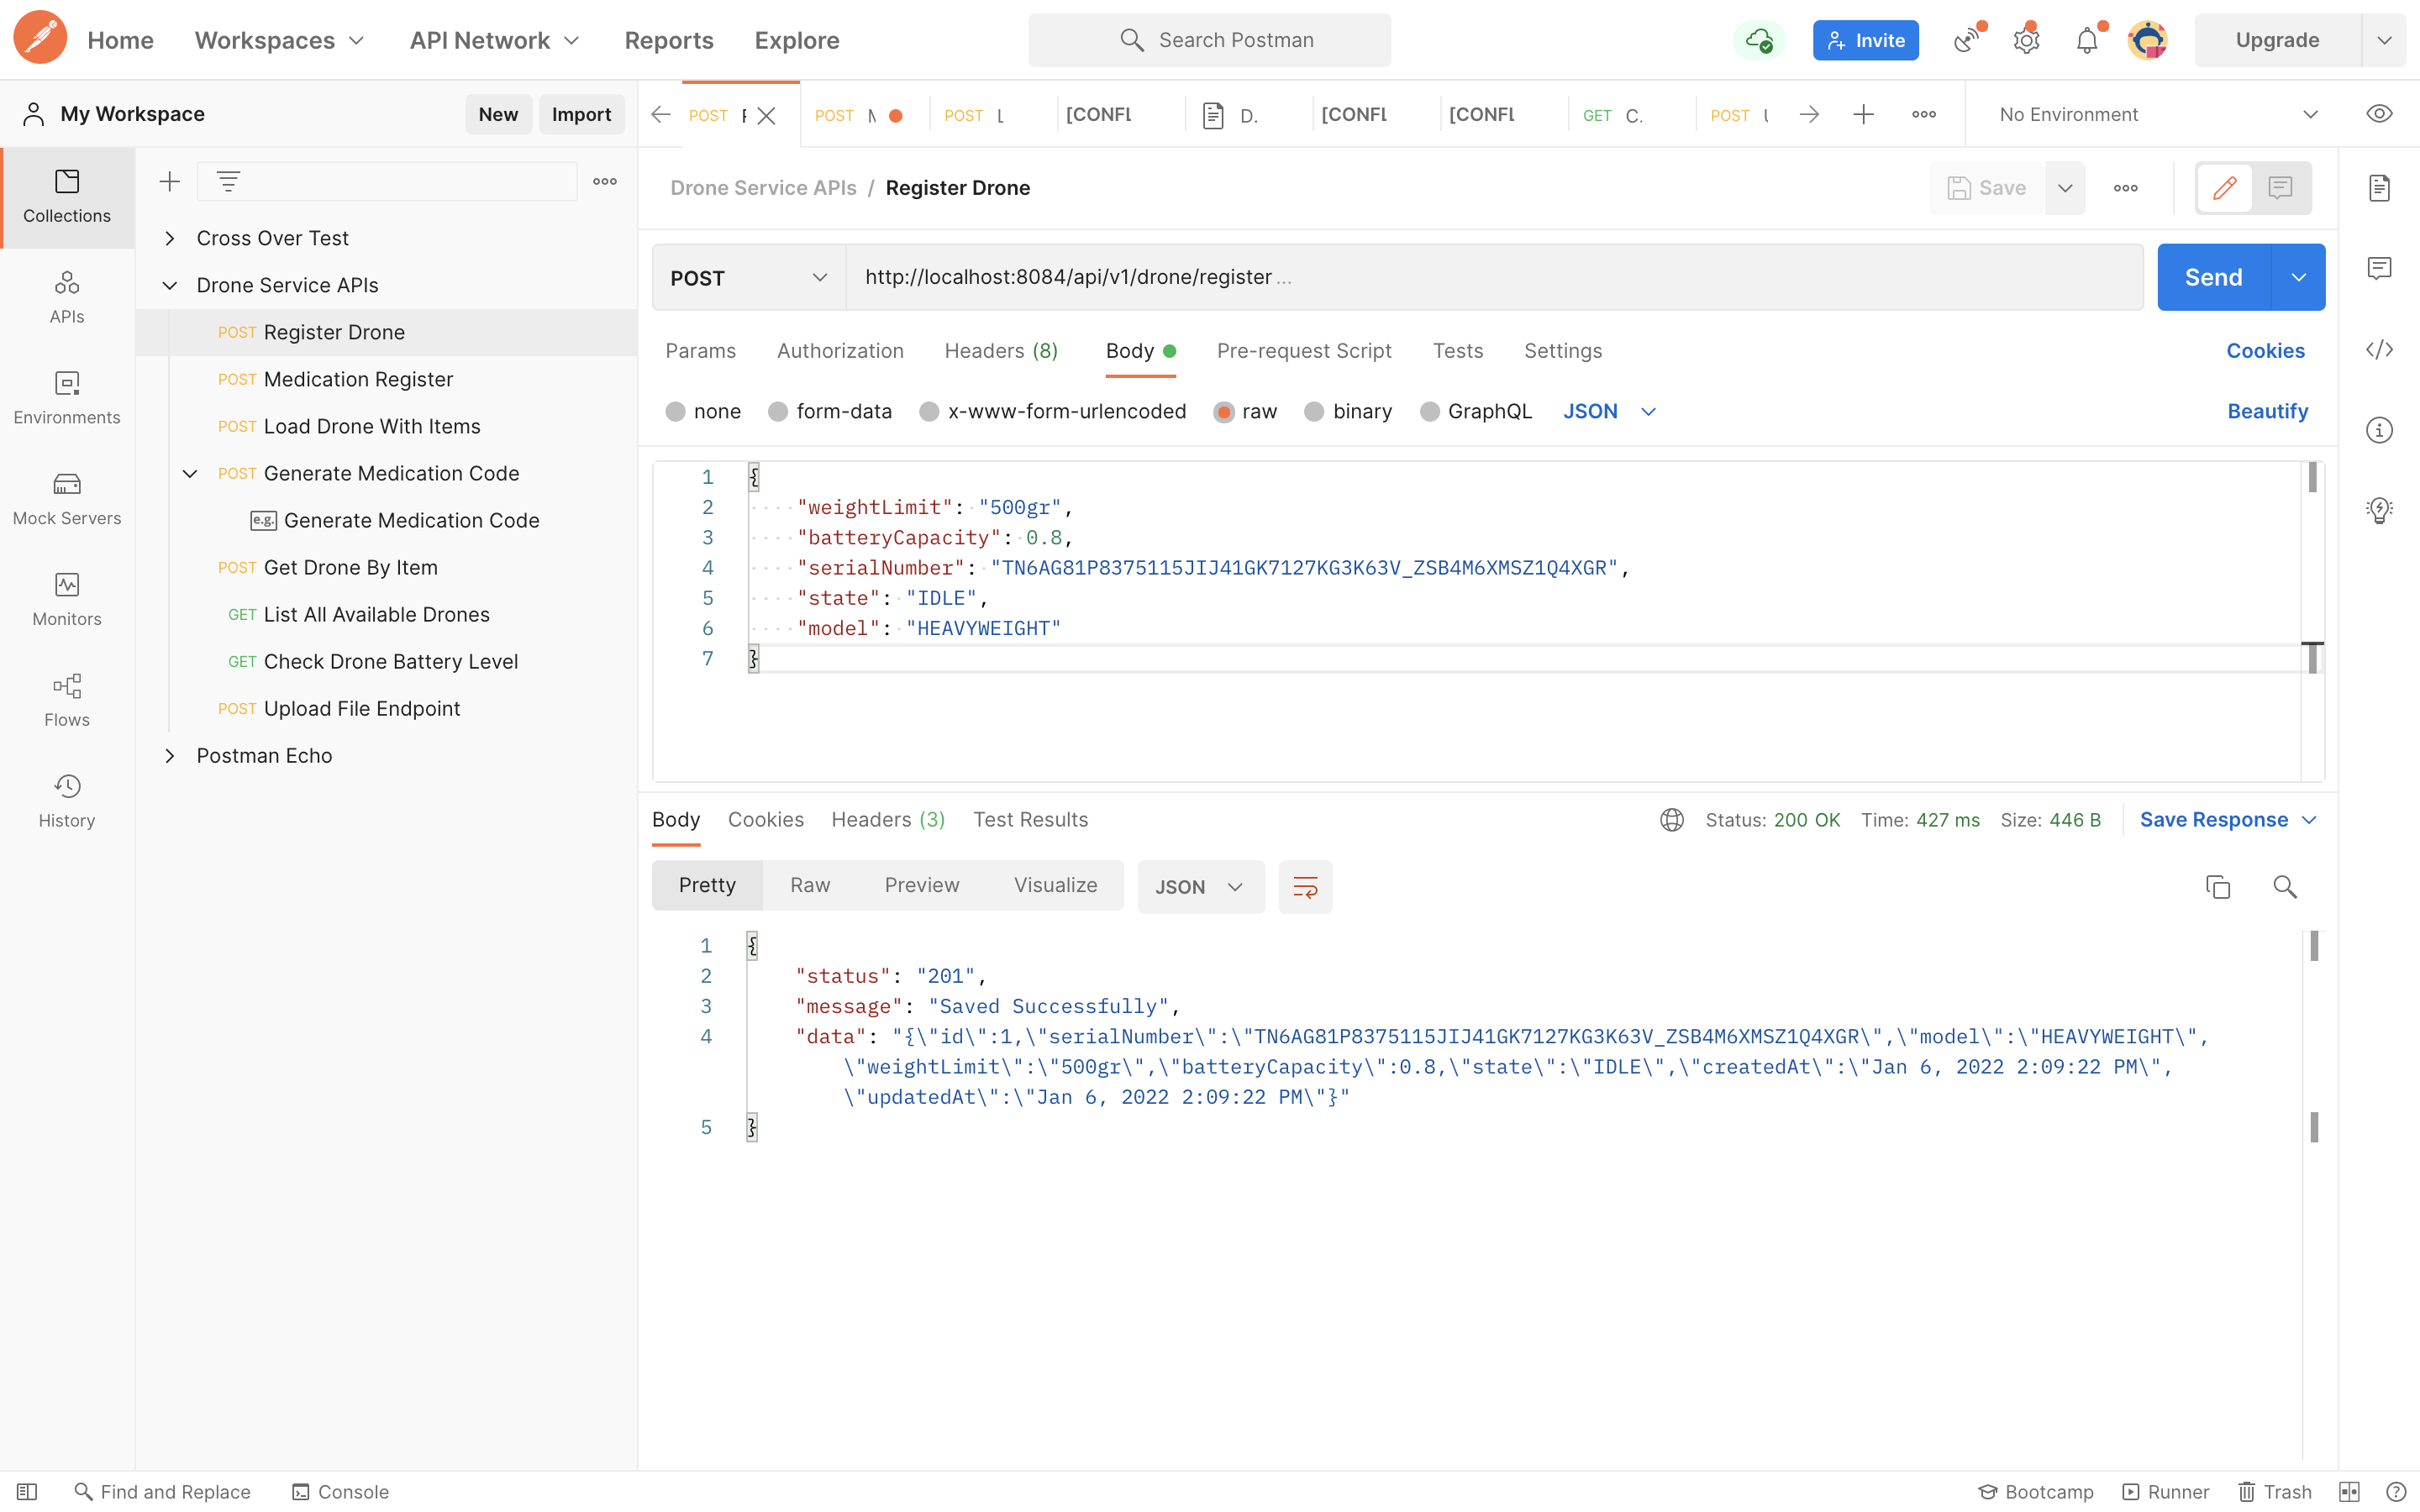 Home Workspaces API Network Reports Explore Search Postman Invite Upgrade
My Workspace New Import
POST POST POST L [CONFL D. [CONFL [CONFL GET C. POST No Environment
Collections
APIs
Environments
Mock Servers
Monitors
Flows
History
Cross Over Test
Drone Service APIs
POST Register Drone
POST Medication Register
POST Load Drone With Items
POST Generate Medication Code
e.g. Generate Medication Code
POST Get Drone By Item
GET List All Available Drones
GET Check Drone Battery Level
POST Upload File Endpoint
Postman Echo
Drone Service APIs / Register Drone Save
POST http://localhost:8084/api/v1/drone/register ... Send
Params Authorization Headers (8) Body Pre-request Script Tests Settings Cookies
none form-data x-www-form-urlencoded raw binary GraphQL JSON Beautify
1 {
2 "weightLimit": "500gr",
3 "batteryCapacity": 0.8,
4 "serialNumber": "TN6AG81P8375115JIJ41GK7127KG3K63V_ZSB4M6XMSZ1Q4XGR",
5 "state": "IDLE",
6 "model": "HEAVYWEIGHT"
7 }
Body Cookies Headers (3) Test Results Status: 200 OK Time: 427 ms Size: 446 B Save Response
Pretty Raw Preview Visualize JSON
1 {
2 "status": "201",
3 "message": "Saved Successfully",
4 "data": "{\"id\":1,\"serialNumber\":\"TN6AG81P8375115JIJ41GK7127KG3K63V_ZSB4M6XMSZ1Q4XGR\",\"model\":\"HEAVYWEIGHT\",
\"weightLimit\":\"500gr\",\"batteryCapacity\":0.8,\"state\":\"IDLE\",\"createdAt\":\"Jan 6, 2022 2:09:22 PM\",
\"updatedAt\":\"Jan 6, 2022 2:09:22 PM\"}"
5 }
Find and Replace Console Bootcamp Runner Trash